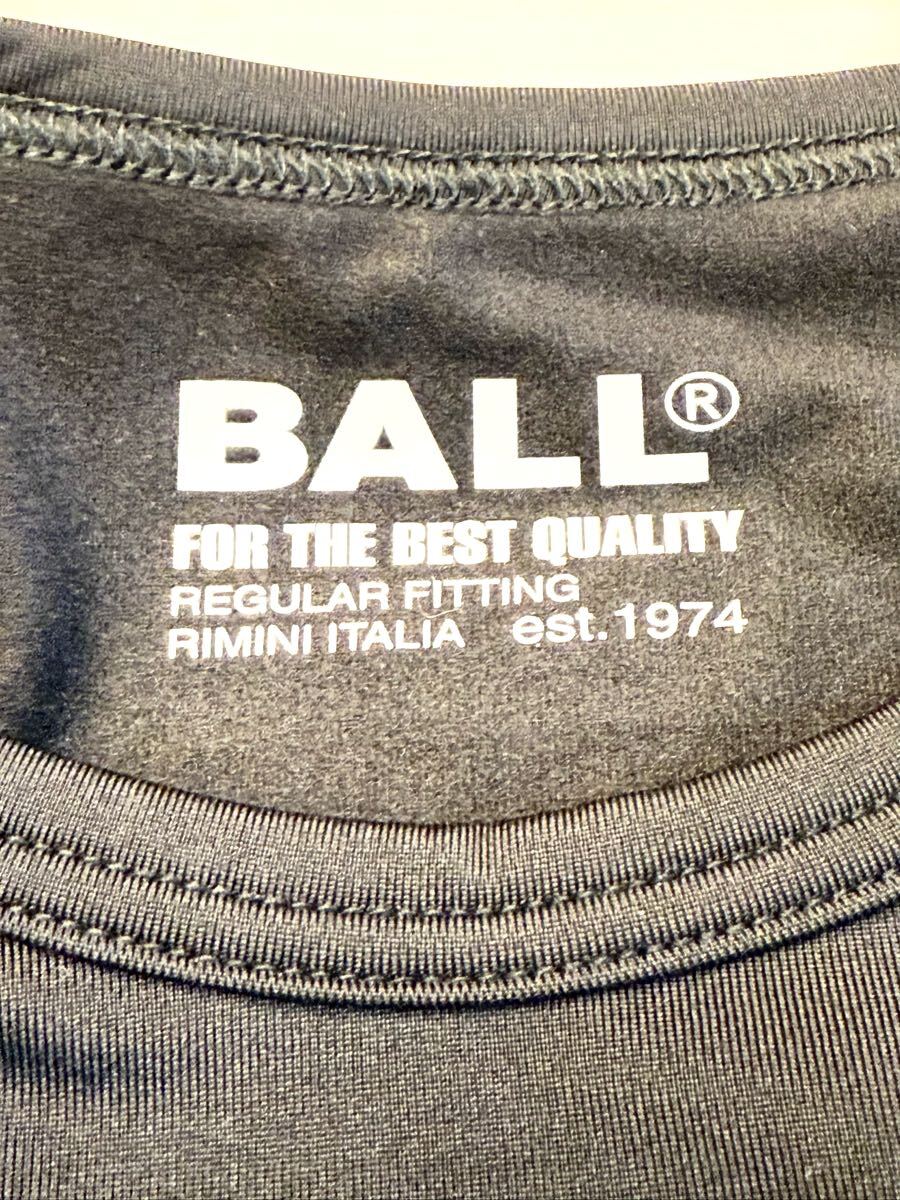 BALL®
FOR THE BEST QUALITY
REGULAR FITTING
RIMINI ITALIA est.1974